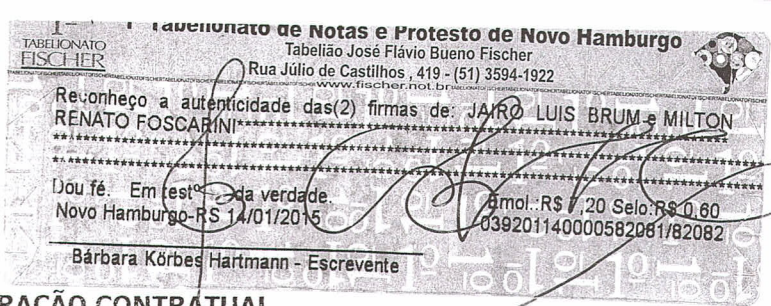 1º Tabelionato de Notas e Protesto de Novo Hamburgo
TABELIONATO
FISCHER
Tabelião José Flávio Bueno Fischer
Rua Júlio de Castilhos , 419 - (51) 3594-1922
www.fischer.not.br
Reconheço a autenticidade das(2) firmas de: JAIRO LUIS BRUM e MILTON
RENATO FOSCARINI
Dou fé. Em testº da verdade.
Novo Hamburgo-RS 14/01/2015
Emol.:R$ 7,20 Selo:R$ 0,60
039201140000582081/82082
Bárbara Körbes Hartmann - Escrevente
RAÇÃO CONTRATUAL